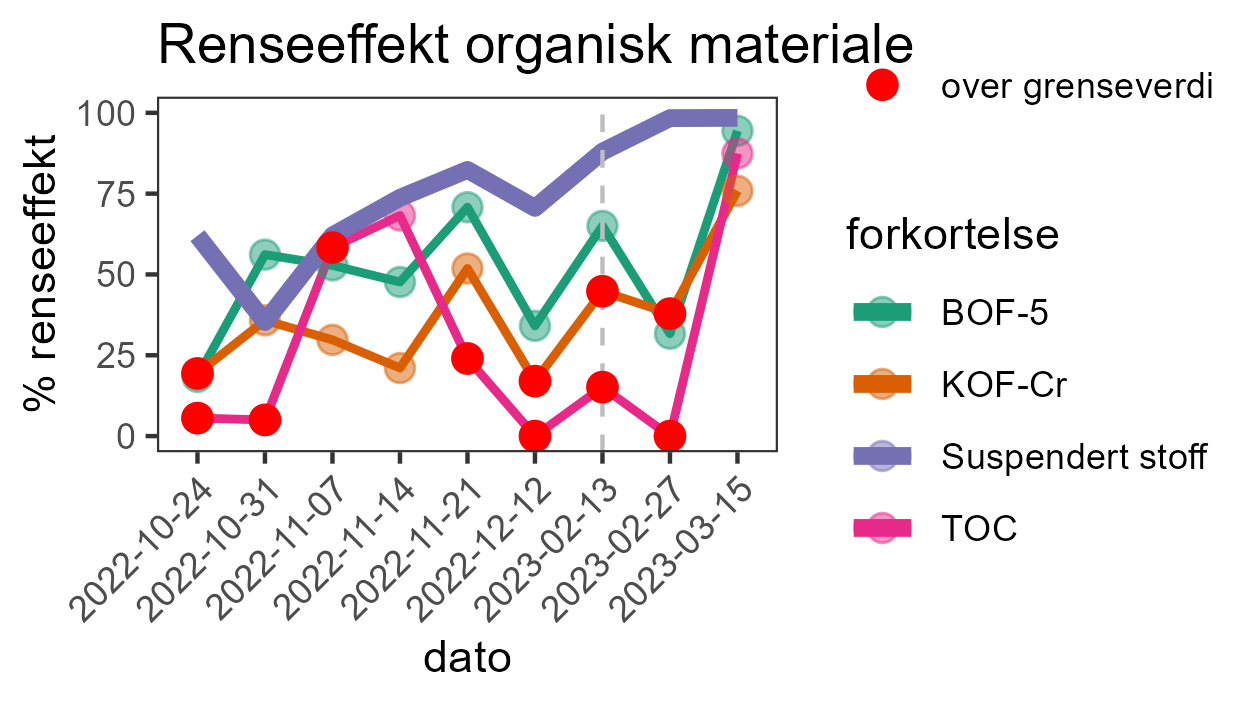 Renseeffekt organisk materiale
over grenseverdi
% renseeffekt
100
75
50
25
0
2022-10-24
2022-10-31
2022-11-07
2022-11-14
2022-11-21
2022-12-12
2023-02-13
2023-02-27
2023-03-15
dato
forkortelse
BOF-5
KOF-Cr
Suspendert stoff
TOC